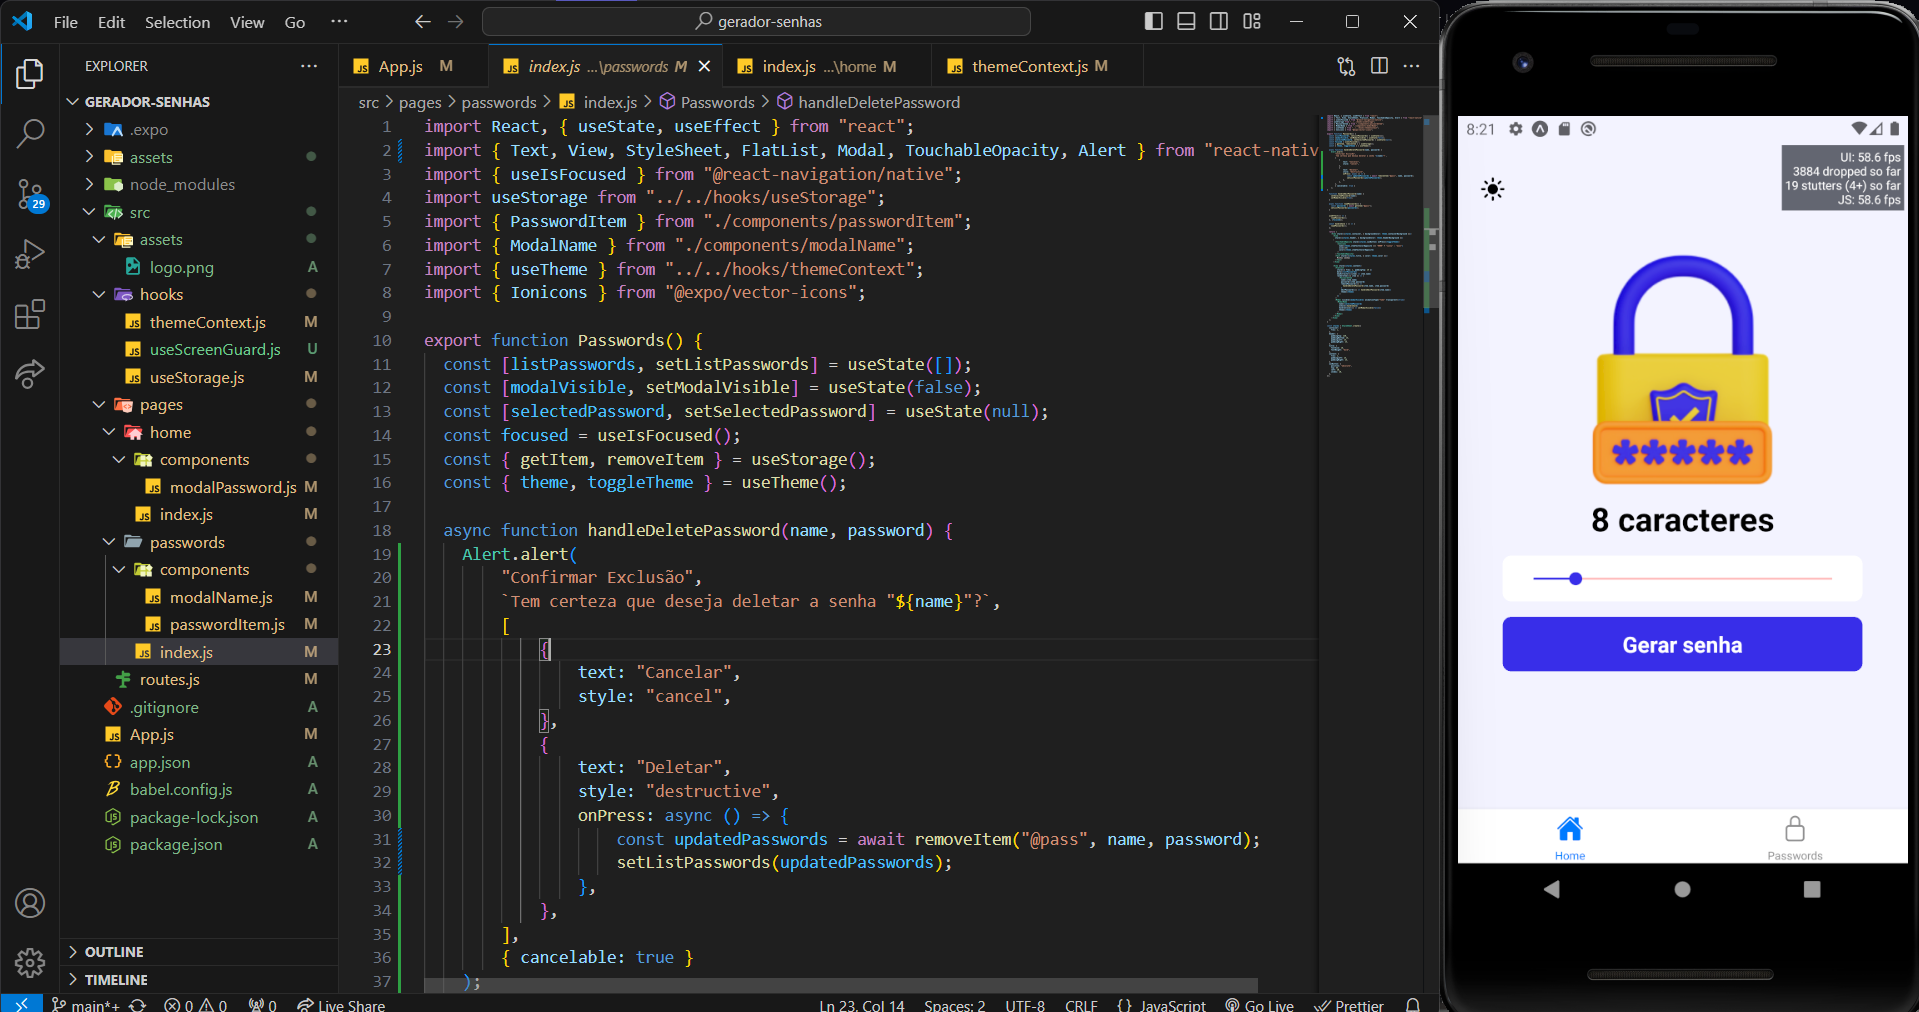 File Edit Selection View Go ···
gerador-senhas
EXPLORER
GERADOR-SENHAS
.expo
assets
node_modules
src
assets
logo.png A
hooks
themeContext.js M
useScreenGuard.js U
useStorage.js M
pages
home
components
modalPassword.js M
index.js M
passwords
components
modalName.js M
passwordItem.js M
index.js M
routes.js M
.gitignore A
App.js M
app.json A
babel.config.js A
package-lock.json A
package.json A
OUTLINE
TIMELINE
29
App.js M
index.js ...\passwords M
index.js ...\home M
themeContext.js M
src > pages > passwords > index.js > Passwords > handleDeletePassword
1 import React, { useState, useEffect } from "react";
2 import { Text, View, StyleSheet, FlatList, Modal, TouchableOpacity, Alert } from "react-nativ
3 import { useIsFocused } from "@react-navigation/native";
4 import useStorage from "../../hooks/useStorage";
5 import { PasswordItem } from "./components/passwordItem";
6 import { ModalName } from "./components/modalName";
7 import { useTheme } from "../../hooks/themeContext";
8 import { Ionicons } from "@expo/vector-icons";
9
10 export function Passwords() {
11 const [listPasswords, setListPasswords] = useState([]);
12 const [modalVisible, setModalVisible] = useState(false);
13 const [selectedPassword, setSelectedPassword] = useState(null);
14 const focused = useIsFocused();
15 const { getItem, removeItem } = useStorage();
16 const { theme, toggleTheme } = useTheme();
17
18 async function handleDeletePassword(name, password) {
19 Alert.alert(
20 "Confirmar Exclusão",
21 `Tem certeza que deseja deletar a senha "${name}"?`,
22 [
23 {
24 text: "Cancelar",
25 style: "cancel",
26 },
27 {
28 text: "Deletar",
29 style: "destructive",
30 onPress: async () => {
31 const updatedPasswords = await removeItem("@pass", name, password);
32 setListPasswords(updatedPasswords);
33 },
34 },
35 ],
36 { cancelable: true }
37 );
main*+ 0 0 0 Live Share
Ln 23, Col 14 Spaces: 2 UTF-8 CRLF {} JavaScript Go Live Prettier
8:21
UI: 58.6 fps
3884 dropped so far
19 stutters (4+) so far
JS: 58.6 fps
*****
8 caracteres
Gerar senha
Home
Passwords